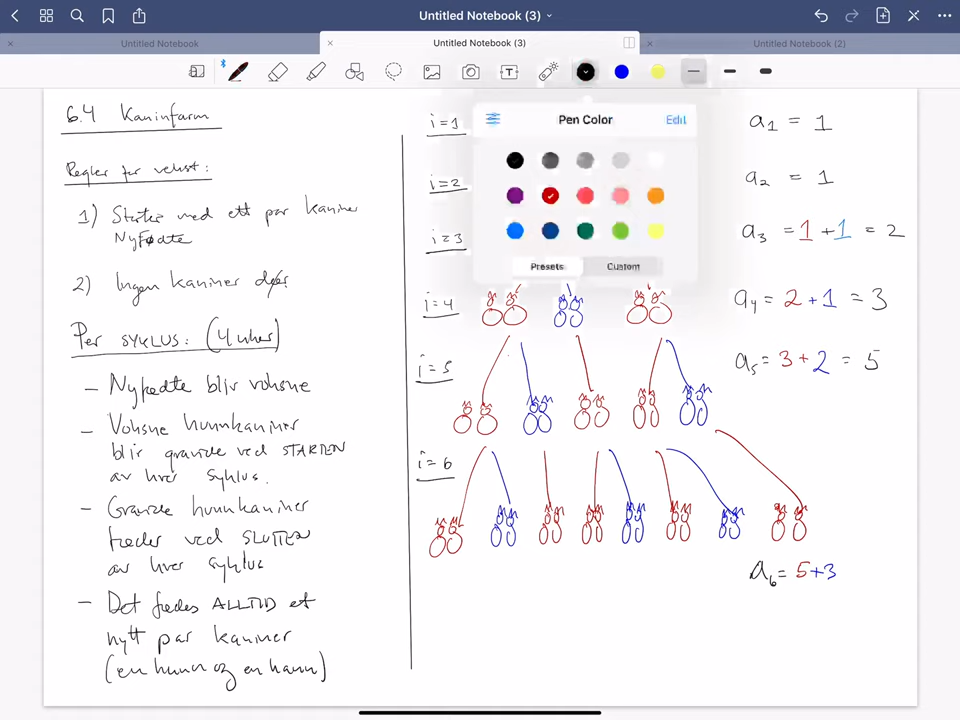 Untitled Notebook (3)
Untitled Notebook
Untitled Notebook (3)
Untitled Notebook (2)
Pen Color
Edit
Presets
Custom
6.4 Kaninfarm
Regler for vekst:
1) Starter med ett par kaniner
Nyfødte
2) Ingen kaniner dør
Per SYKLUS: (4 uker)
- Nyfødte blir voksne
- Voksne hunnkaniner
blir gravide ved STARTEN
av hver syklus.
- Gravide hunnkaniner
føder ved SLUTTEN
av hver syklus
- Det fødes ALLTID et
nytt par kaniner
(en hunn og en hann)
i=1
i=2
i=3
i=4
i=5
i=6
a1 = 1
a2 = 1
a3 = 1+1 = 2
a4 = 2+1 = 3
a5 = 3+2 = 5
a6 = 5+3